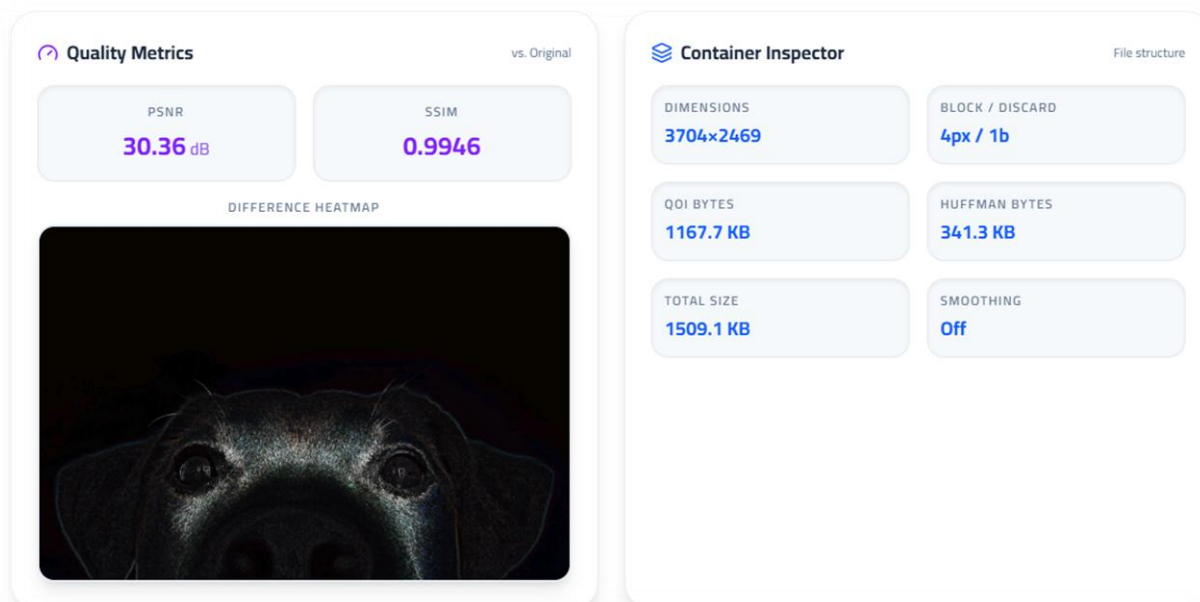 Quality Metrics
vs. Original
PSNR
30.36 dB
SSIM
0.9946
DIFFERENCE HEATMAP
Container Inspector
File structure
DIMENSIONS
3704×2469
BLOCK / DISCARD
4px / 1b
QOI BYTES
1167.7 KB
HUFFMAN BYTES
341.3 KB
TOTAL SIZE
1509.1 KB
SMOOTHING
Off